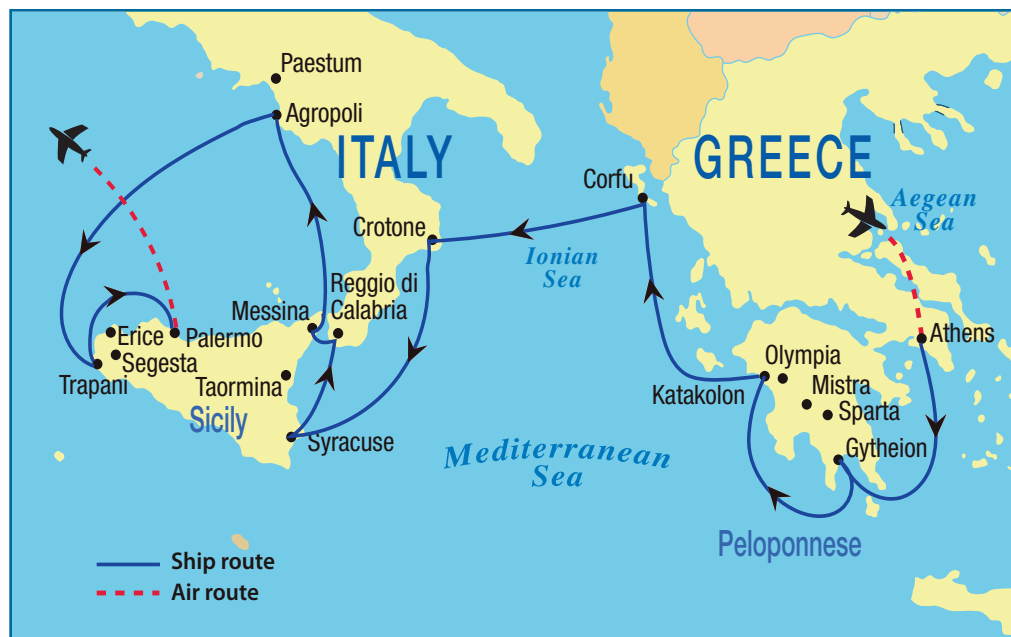 Paestum
Agropoli
ITALY
GREECE
Corfu
Aegean
Sea
Crotone
Ionian
Sea
Reggio di
Calabria
Messina
Erice
Palermo
Segesta
Trapani
Taormina
Sicily
Syracuse
Athens
Olympia
Katakolon
Mistra
Sparta
Gytheion
Mediterranean
Sea
Peloponnese
Ship route
Air route